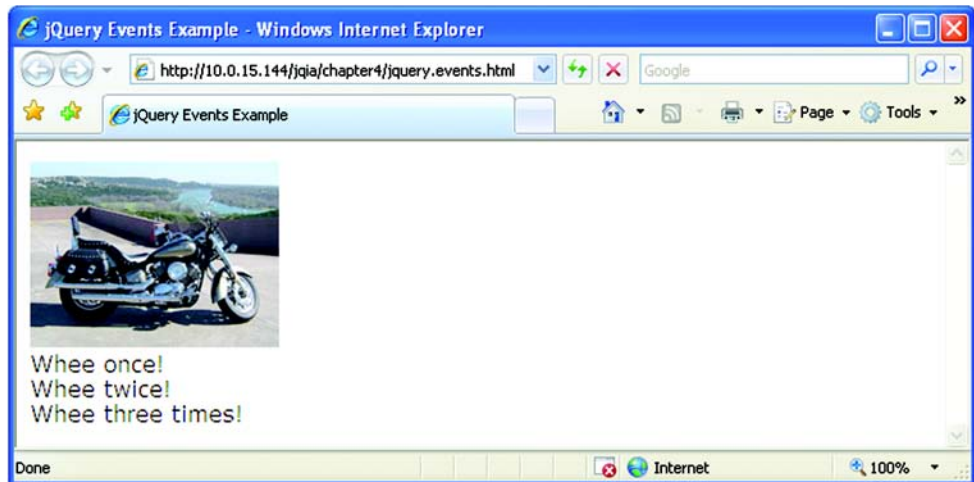 jQuery Events Example - Windows Internet Explorer
http://10.0.15.144/jqia/chapter4/jquery.events.html
Google
jQuery Events Example
Page
Tools
Whee once!
Whee twice!
Whee three times!
Done
Internet
100%